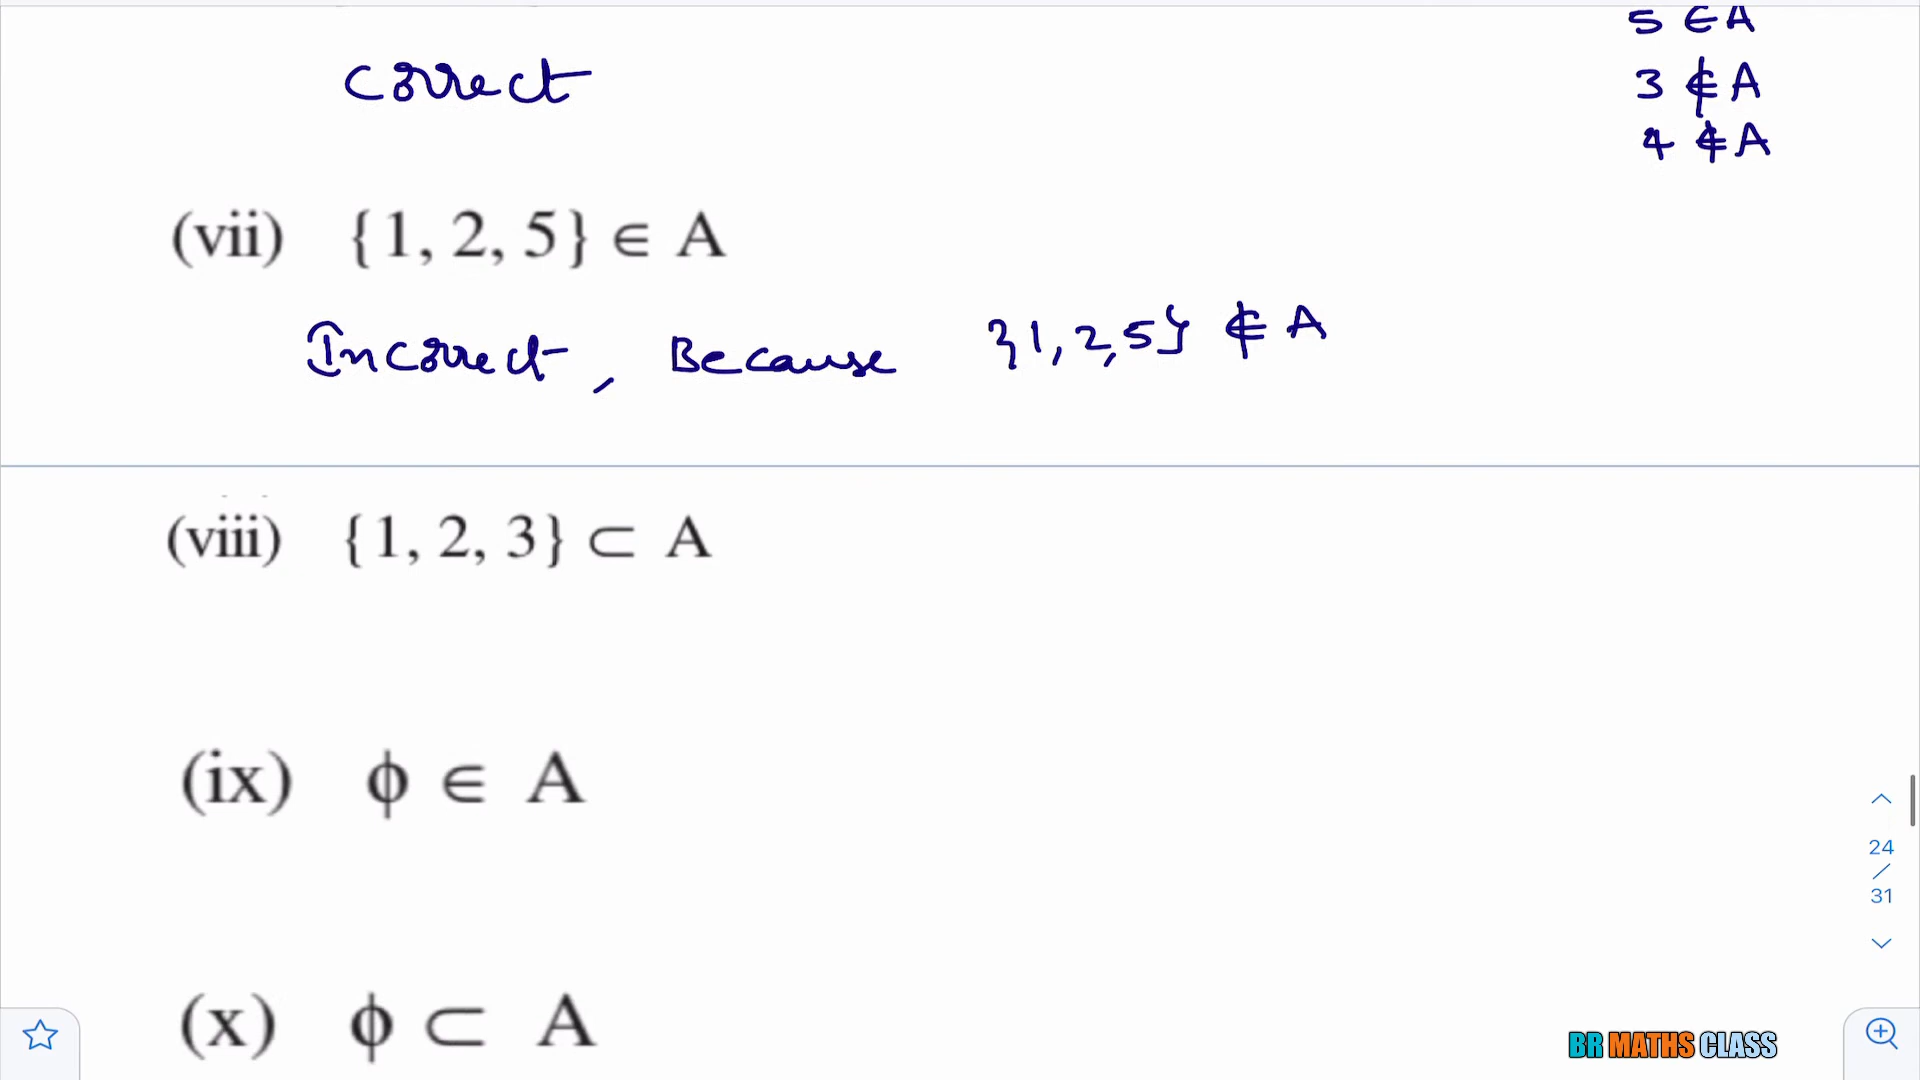 5 ∈ A
correct
3 ∉ A
4 ∉ A
(vii) {1, 2, 5} ∈ A
Incorrect, Because {1, 2, 5} ∉ A
(viii) {1, 2, 3} ⊂ A
(ix) ϕ ∈ A
24
/
31
(x) ϕ ⊂ A
BR MATHS CLASS